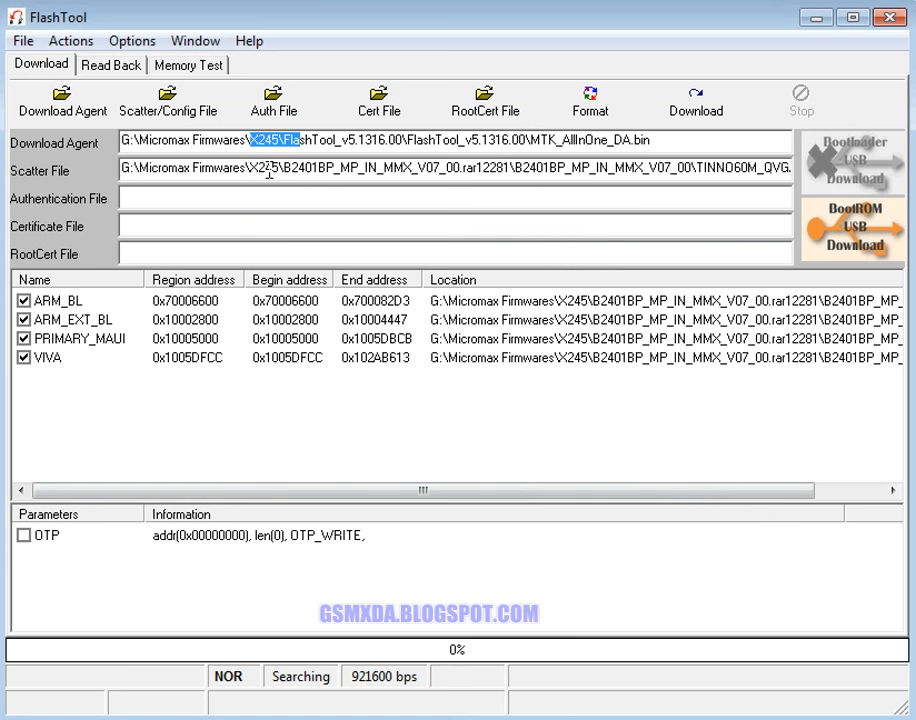 FlashTool
File Actions Options Window Help
Download Read Back Memory Test
Download Agent Scatter/Config File Auth File Cert File RootCert File Format Download Stop
Download Agent G:\Micromax Firmwares\X245\FlashTool_v5.1316.00\FlashTool_v5.1316.00\MTK_AllInOne_DA.bin
Scatter File G:\Micromax Firmwares\X245\B2401BP_MP_IN_MMX_V07_00.rar12281\B2401BP_MP_IN_MMX_V07_00\TINNO60M_QVG.
Authentication File
Certificate File
RootCert File
Bootloader
USB
Download
BootROM
USB
Download
Name Region address Begin address End address Location
ARM_BL 0x70006600 0x70006600 0x700082D3 G:\Micromax Firmwares\X245\B2401BP_MP_IN_MMX_V07_00.rar12281\B2401BP_MP_
ARM_EXT_BL 0x10002800 0x10002800 0x10004447 G:\Micromax Firmwares\X245\B2401BP_MP_IN_MMX_V07_00.rar12281\B2401BP_MP_
PRIMARY_MAUI 0x10005000 0x10005000 0x1005DBCB G:\Micromax Firmwares\X245\B2401BP_MP_IN_MMX_V07_00.rar12281\B2401BP_MP_
VIVA 0x1005DFCC 0x1005DFCC 0x102AB613 G:\Micromax Firmwares\X245\B2401BP_MP_IN_MMX_V07_00.rar12281\B2401BP_MP_
Parameters Information
OTP addr(0x00000000), len(0), OTP_WRITE,
GSMXDA.BLOGSPOT.COM
0%
NOR Searching 921600 bps